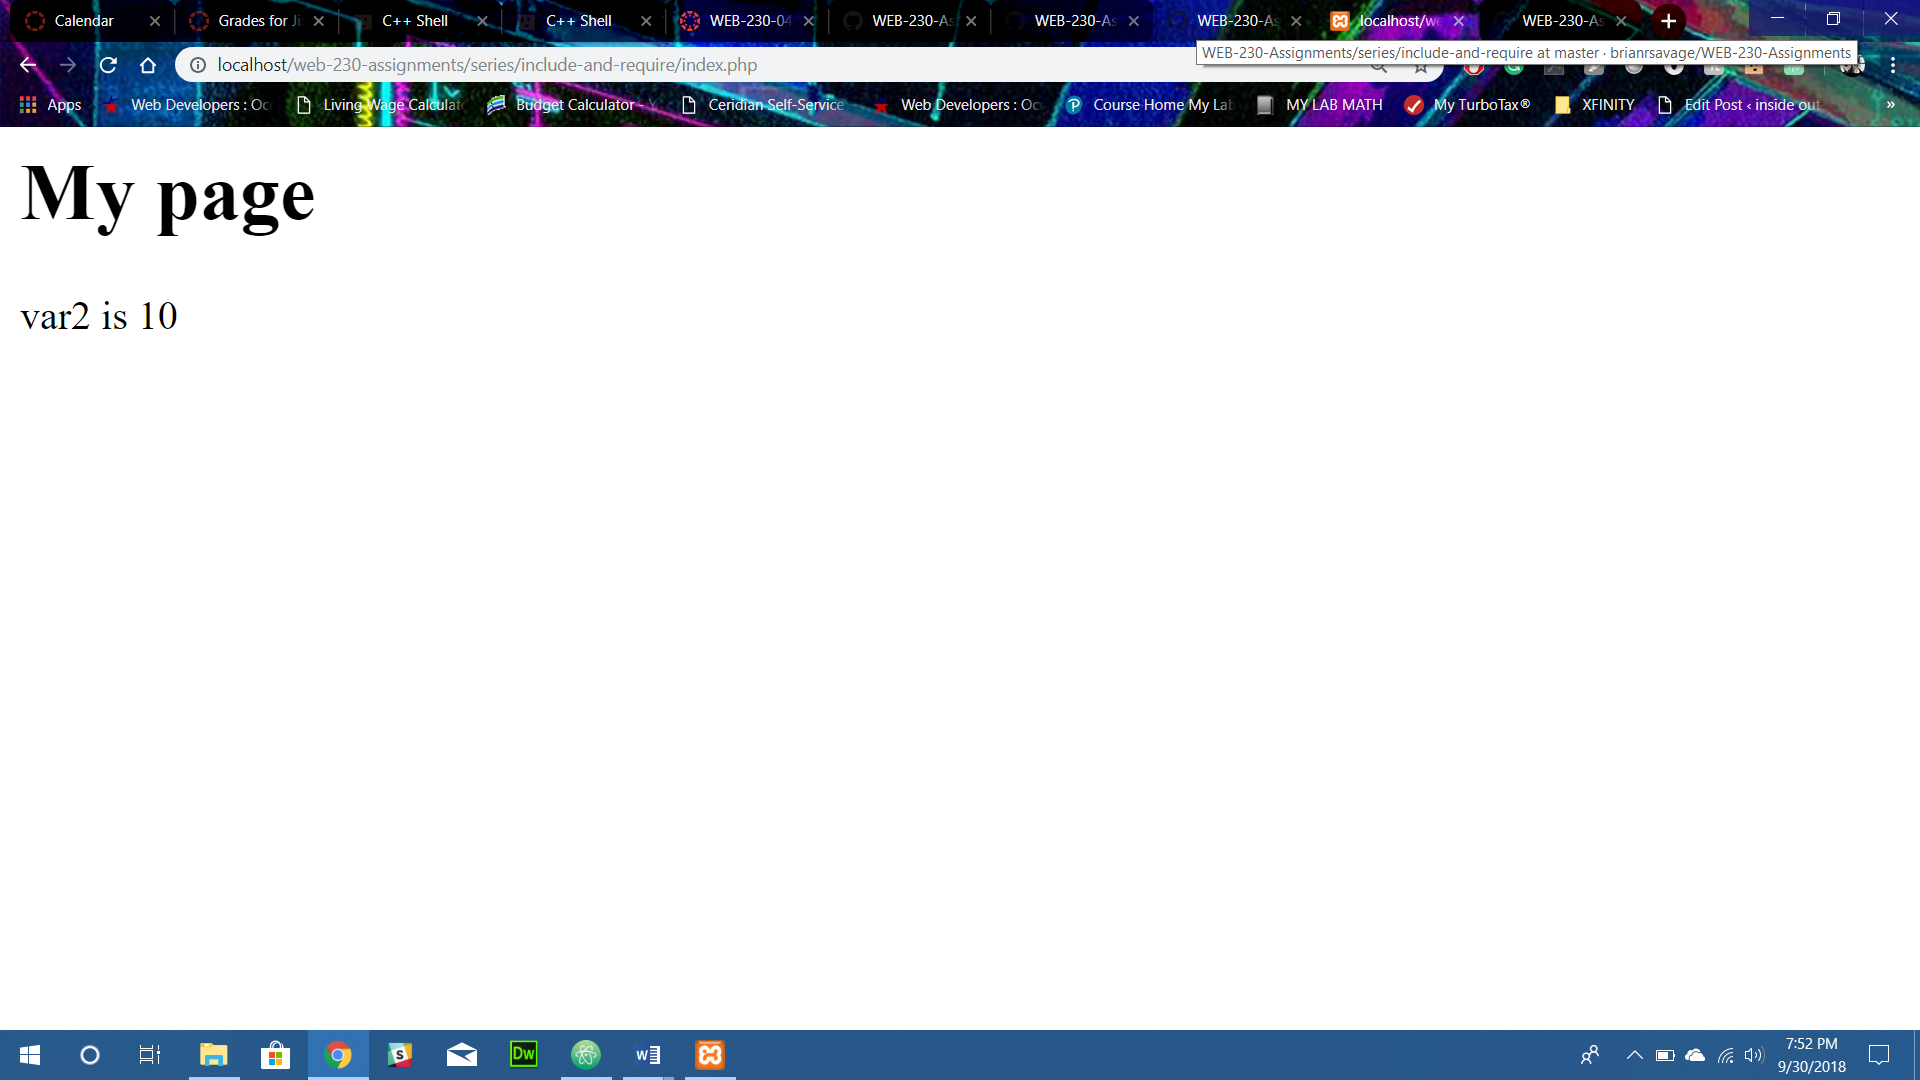 Calendar
Grades for Ji
C++ Shell
C++ Shell
WEB-230-04
WEB-230-As
WEB-230-As
WEB-230-As
localhost/we
WEB-230-As
WEB-230-Assignments/series/include-and-require at master · brianrsavage/WEB-230-Assignments
localhost/web-230-assignments/series/include-and-require/index.php
Apps
Web Developers : Occ
Living Wage Calculat
Budget Calculator - Y
Ceridian Self-Service
Web Developers : Occ
Course Home My Lab
MY LAB MATH
My TurboTax®
XFINITY
Edit Post ‹ inside out
»
My page
var2 is 10
S
Dw
W
7:52 PM
9/30/2018